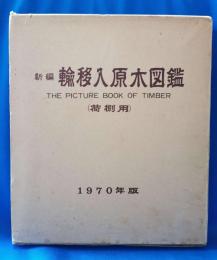 新編 輸移入原木図鑑
THE PICTURE BOOK OF TIMBER
(荷捌用)
1970年版